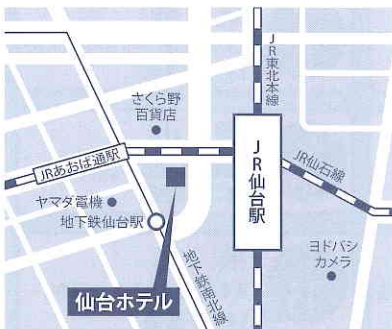 JR東北本線
さくら野
百貨店
JR仙台駅
JRあおば通駅
JR仙石線
ヤマダ電機
地下鉄仙台駅
地下鉄南北線
ヨドバシ
カメラ
仙台ホテル